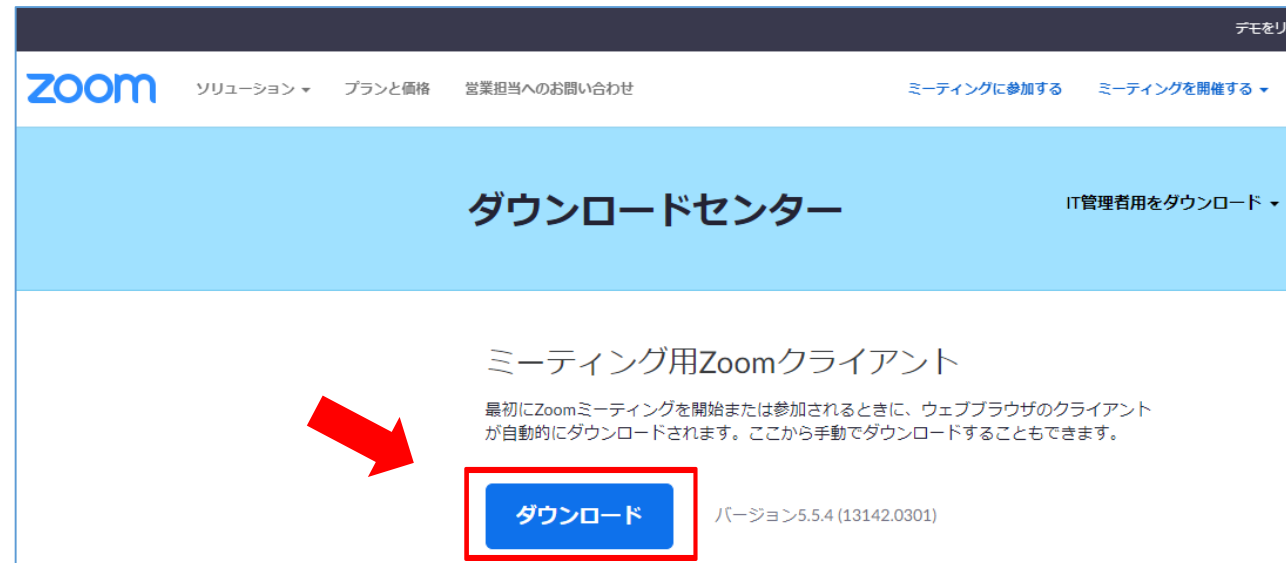 デモをリ
zoom ソリューション プランと価格 営業担当へのお問い合わせ ミーティングに参加する ミーティングを開催する
ダウンロードセンター IT管理者用をダウンロード
ミーティング用Zoomクライアント
最初にZoomミーティングを開始または参加されるときに、ウェブブラウザのクライアント
が自動的にダウンロードされます。ここから手動でダウンロードすることもできます。
ダウンロード バージョン5.5.4 (13142.0301)